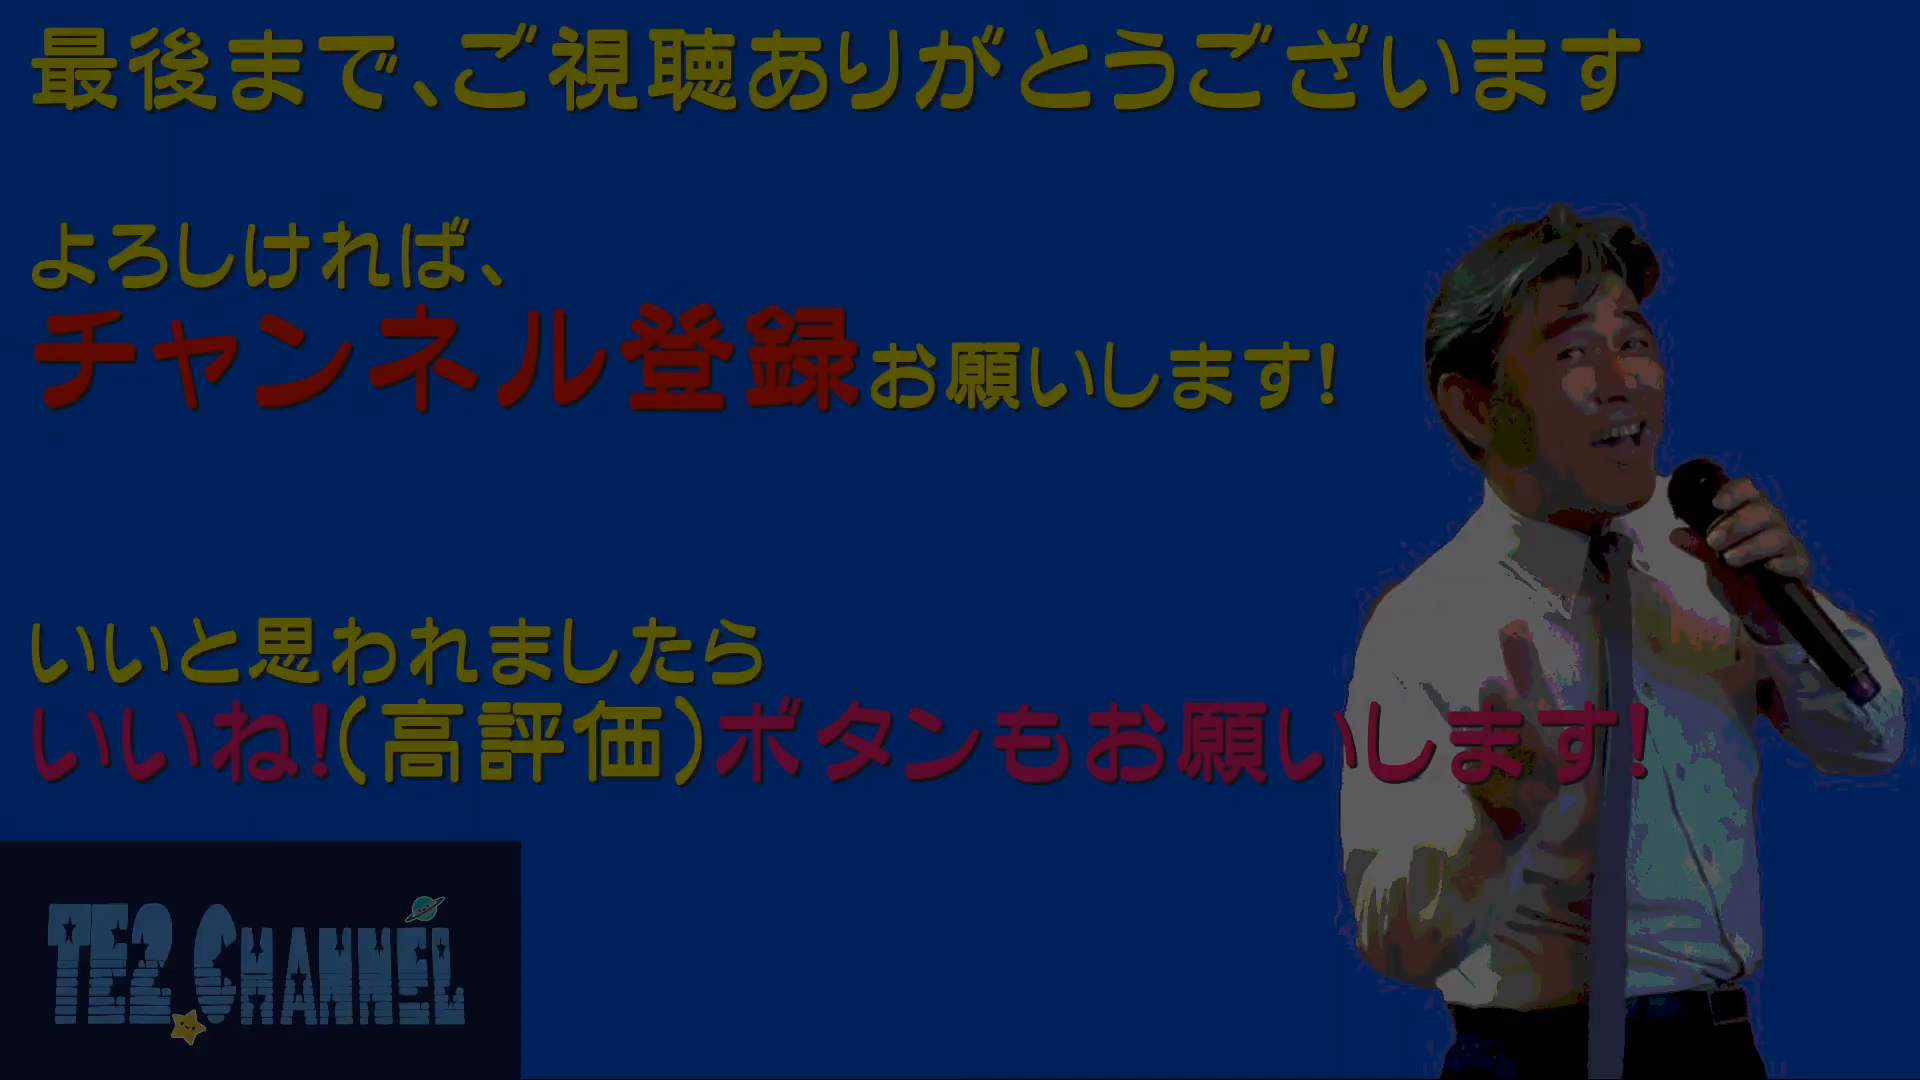 最後まで、ご視聴ありがとうございます
よろしければ、
チャンネル登録お願いします!
いいと思われましたら
いいね!(高評価)ボタンもお願いします!
TE2 CHANNEL